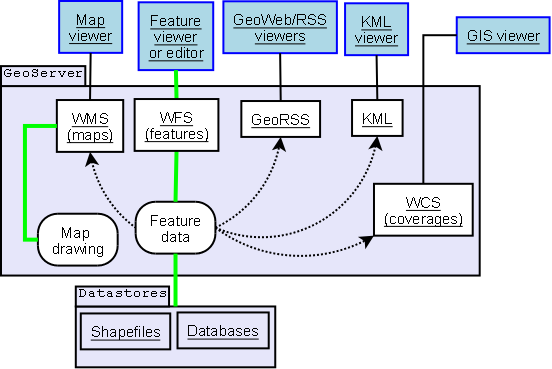 Map
viewer
Feature
viewer
or editor
GeoWeb/RSS
viewers
KML
viewer
GIS viewer
GeoServer
WMS
(maps)
WFS
(features)
GeoRSS
KML
WCS
(coverages)
Map
drawing
Feature
data
Datastores
Shapefiles
Databases